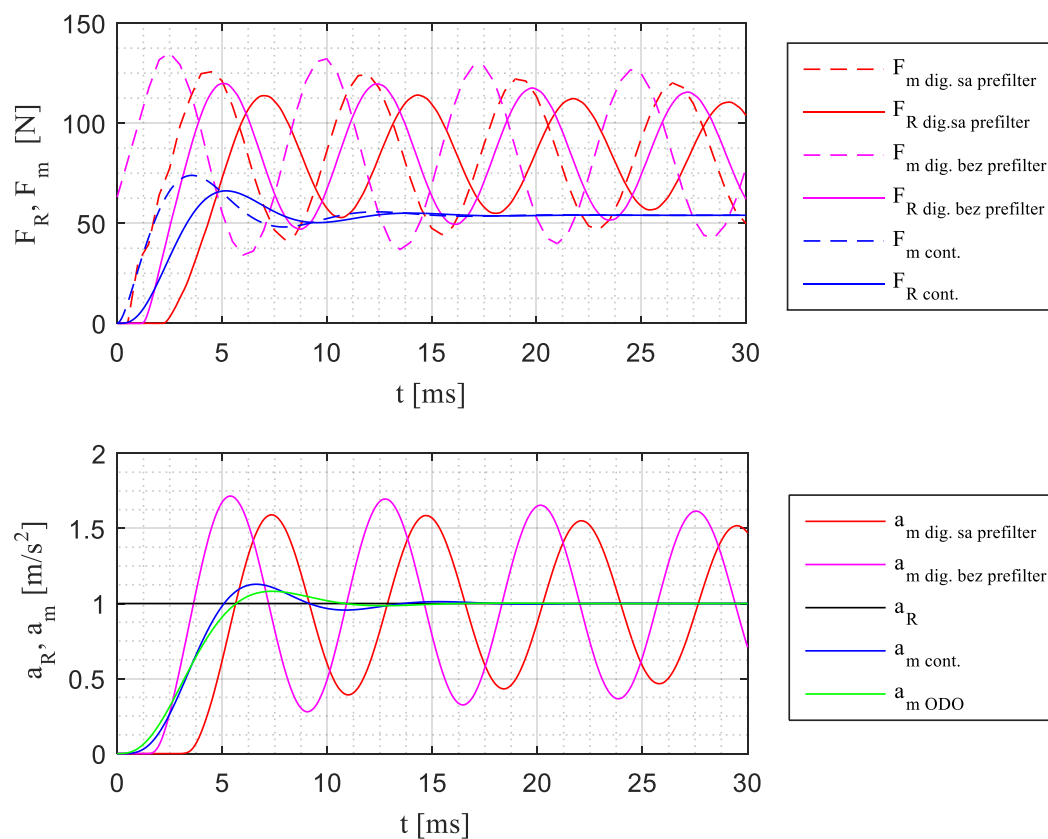 150
100
50
0
F_R, F_m [N]
0 5 10 15 20 25 30
t [ms]
F_m dig. sa prefilter
F_R dig.sa prefilter
F_m dig. bez prefilter
F_R dig. bez prefilter
F_m cont.
F_R cont.
2
1.5
1
0.5
0
a_R, a_m [m/s²]
0 5 10 15 20 25 30
t [ms]
a_m dig. sa prefilter
a_m dig. bez prefilter
a_R
a_m cont.
a_m ODO